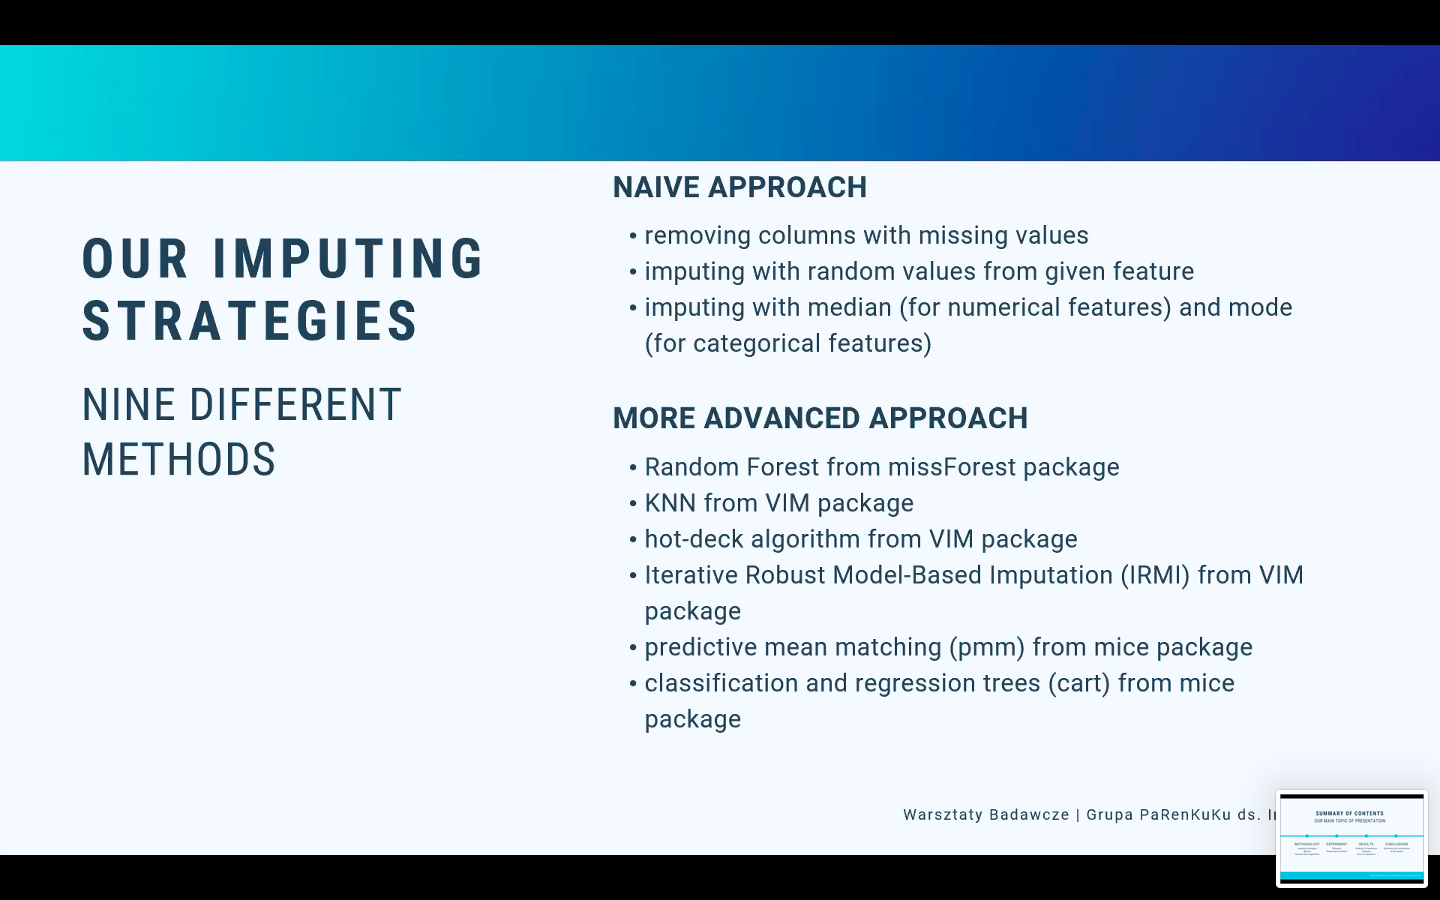 OUR IMPUTING
STRATEGIES
NINE DIFFERENT
METHODS
NAIVE APPROACH
• removing columns with missing values
• imputing with random values from given feature
• imputing with median (for numerical features) and mode
(for categorical features)
MORE ADVANCED APPROACH
• Random Forest from missForest package
• KNN from VIM package
• hot-deck algorithm from VIM package
• Iterative Robust Model-Based Imputation (IRMI) from VIM
package
• predictive mean matching (pmm) from mice package
• classification and regression trees (cart) from mice
package
Warsztaty Badawcze | Grupa PaRenKuKu ds.
SUMMARY OF CONTENTS
OUR MAIN TOPIC OF PRESENTATION
METHODOLOGY EXPERIMENT RESULTS CONCLUSIONS